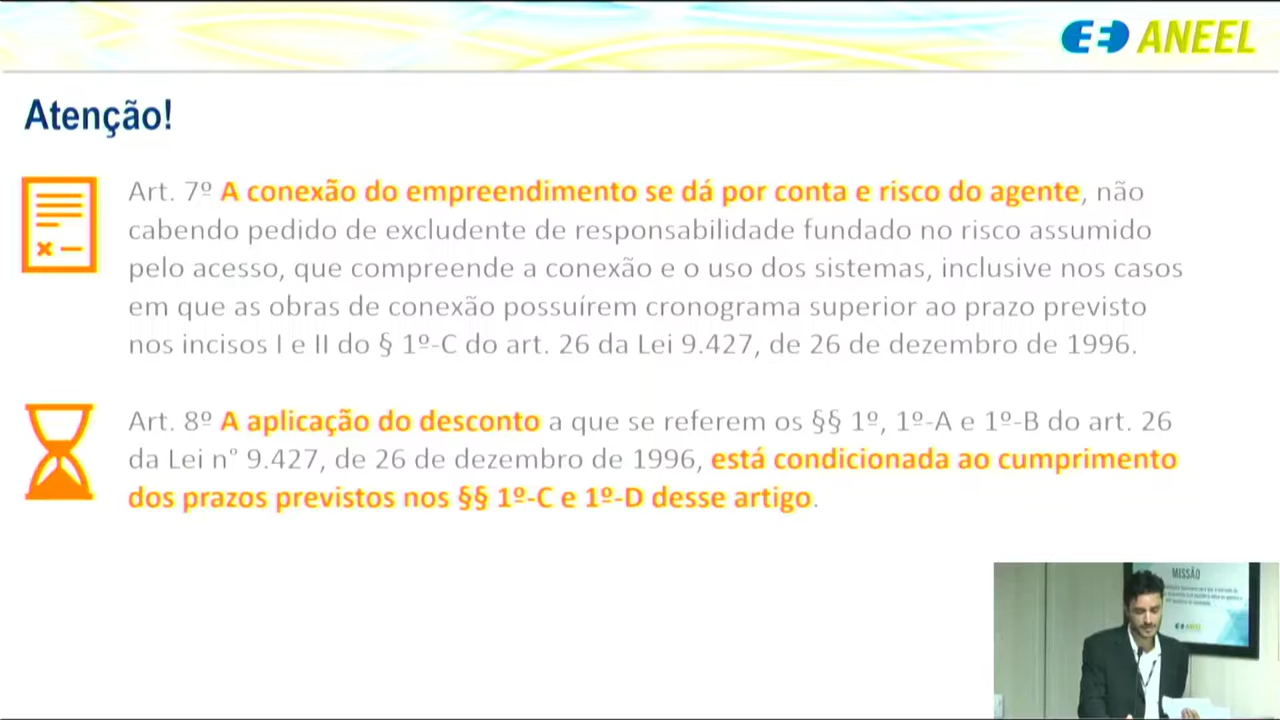 ANEEL
Atenção!
Art. 7º A conexão do empreendimento se dá por conta e risco do agente, não
cabendo pedido de excludente de responsabilidade fundado no risco assumido
pelo acesso, que compreende a conexão e o uso dos sistemas, inclusive nos casos
em que as obras de conexão possuírem cronograma superior ao prazo previsto
nos incisos I e II do § 1º-C do art. 26 da Lei 9.427, de 26 de dezembro de 1996.
Art. 8º A aplicação do desconto a que se referem os §§ 1º, 1º-A e 1º-B do art. 26
da Lei n° 9.427, de 26 de dezembro de 1996, está condicionada ao cumprimento
dos prazos previstos nos §§ 1º-C e 1º-D desse artigo.
MISSÃO
ANEEL